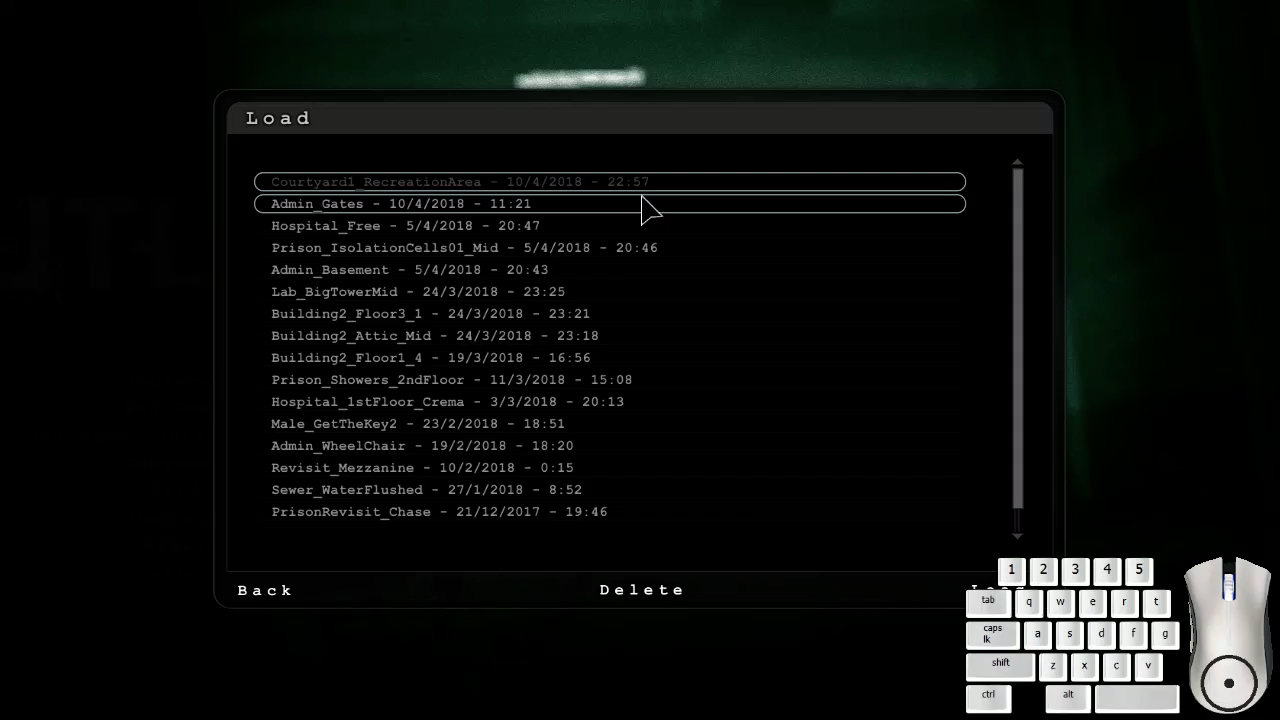 Load
Courtyard1_RecreationArea - 10/4/2018 - 22:57
Admin_Gates - 10/4/2018 - 11:21
Hospital_Free - 5/4/2018 - 20:47
Prison_IsolationCells01_Mid - 5/4/2018 - 20:46
Admin_Basement - 5/4/2018 - 20:43
Lab_BigTowerMid - 24/3/2018 - 23:25
Building2_Floor3_1 - 24/3/2018 - 23:21
Building2_Attic_Mid - 24/3/2018 - 23:18
Building2_Floor1_4 - 19/3/2018 - 16:56
Prison_Showers_2ndFloor - 11/3/2018 - 15:08
Hospital_1stFloor_Crema - 3/3/2018 - 20:13
Male_GetTheKey2 - 23/2/2018 - 18:51
Admin_WheelChair - 19/2/2018 - 18:20
Revisit_Mezzanine - 10/2/2018 - 0:15
Sewer_WaterFlushed - 27/1/2018 - 8:52
PrisonRevisit_Chase - 21/12/2017 - 19:46
Back Delete
1 2 3 4 5
tab q w e r t
caps lk a s d f g
shift z x c v
ctrl alt